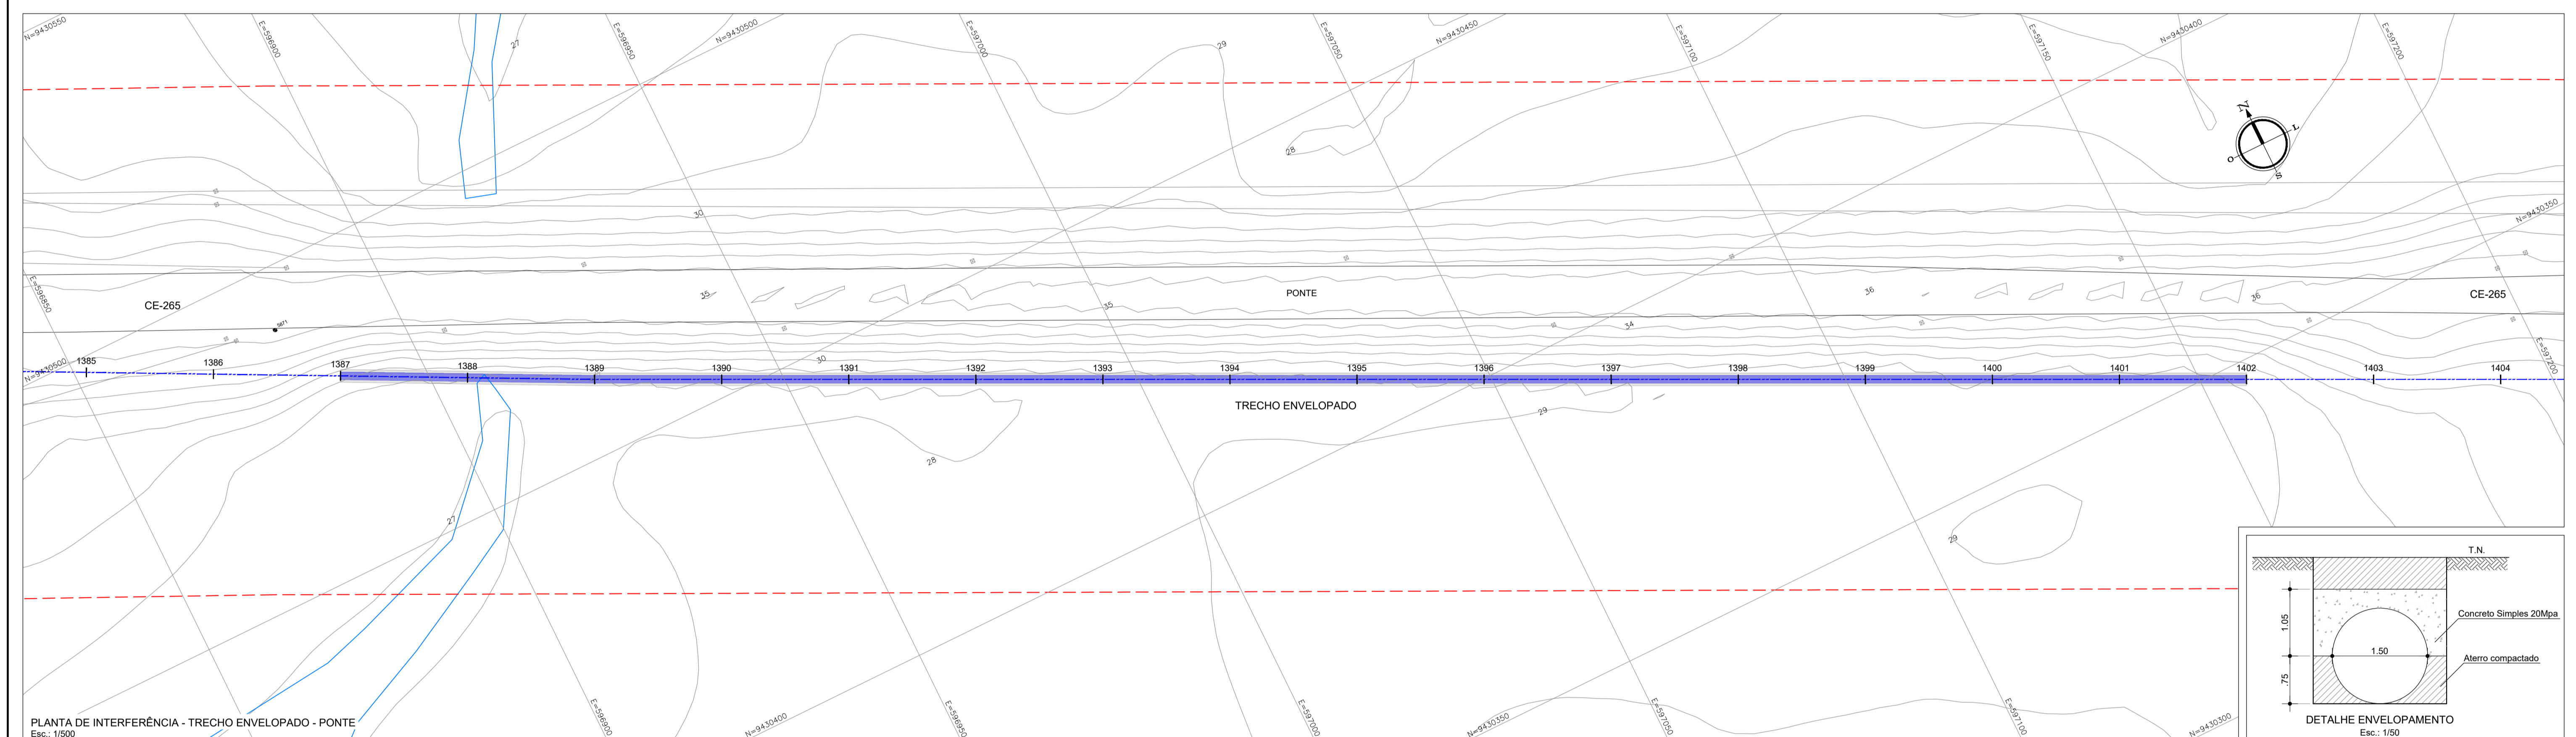 N=9430550
E=596900
27
E=596950
N=9430500
E=597000
29
E=597050
N=9430450
E=597100
E=597150
N=9430400
E=597200
N
L
O
S
28
30
N=9430350
E=596850
CE-265
35
35
PONTE
36
36
CE-265
34
30
E=597200
N=9430500
1385
1386
1387
1388
1389
1390
1391
1392
1393
1394
1395
1396
1397
1398
1399
1400
1401
1402
1403
1404
TRECHO ENVELOPADO
29
28
27
29
T.N.
Concreto Simples 20Mpa
1.05
1.50
Aterro compactado
.75
DETALHE ENVELOPAMENTO
Esc.: 1/50
E=596900
N=9430400
E=596950
E=597000
N=9430350
E=597050
E=597100
N=9430300
PLANTA DE INTERFERÊNCIA - TRECHO ENVELOPADO - PONTE
Esc.: 1/500